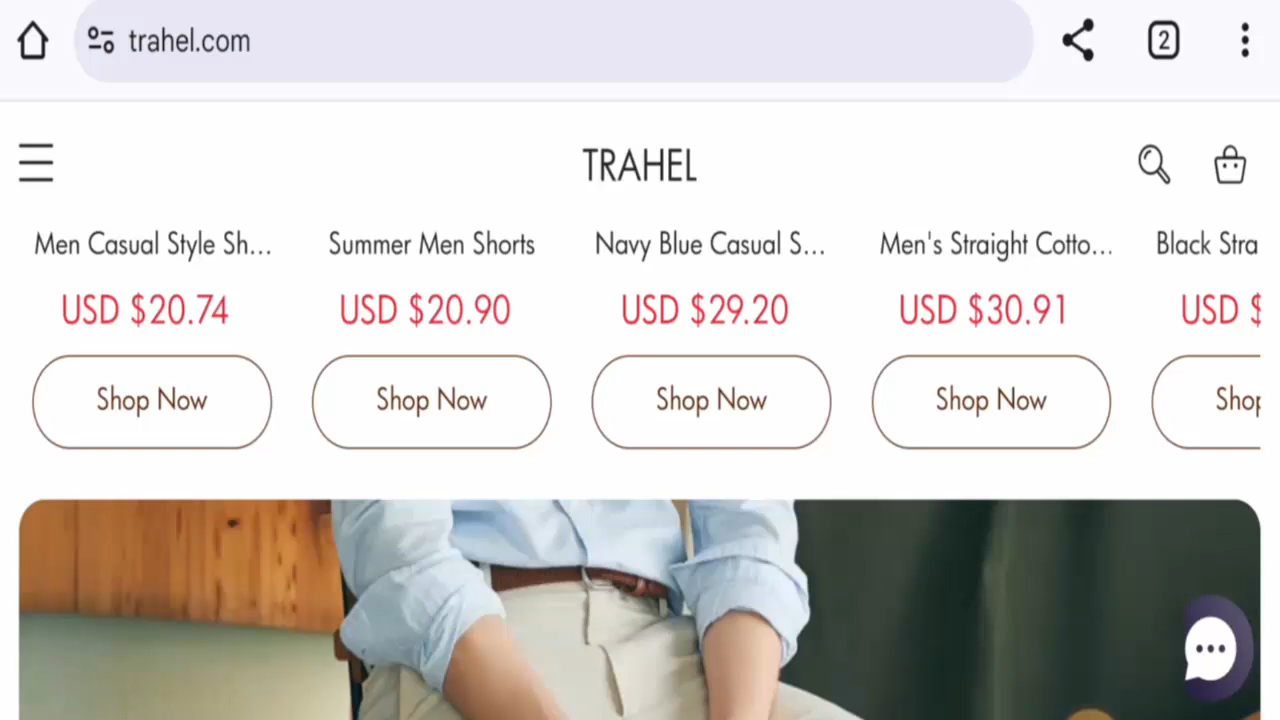 trahel.com
2
TRAHEL
Men Casual Style Sh... Summer Men Shorts Navy Blue Casual S... Men's Straight Cotto... Black Stra
USD $20.74 USD $20.90 USD $29.20 USD $30.91 USD $
Shop Now Shop Now Shop Now Shop Now Shop